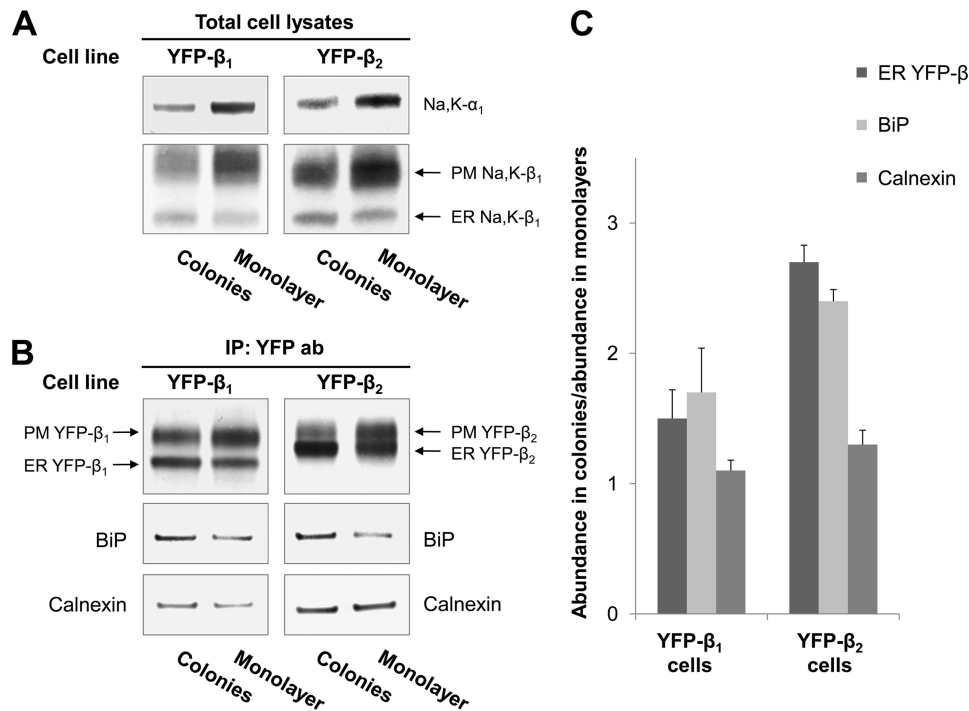 A
Total cell lysates
Cell line
YFP-β₁
YFP-β₂
Na,K-α₁
PM Na,K-β₁
ER Na,K-β₁
Colonies
Monolayer
Colonies
Monolayer
B
IP: YFP ab
Cell line
YFP-β₁
YFP-β₂
PM YFP-β₁
ER YFP-β₁
PM YFP-β₂
ER YFP-β₂
BiP
BiP
Calnexin
Calnexin
Colonies
Monolayer
Colonies
Monolayer
C
ER YFP-β
BiP
Calnexin
Abundance in colonies/abundance in monolayers
3
2
1
0
YFP-β₁
cells
YFP-β₂
cells